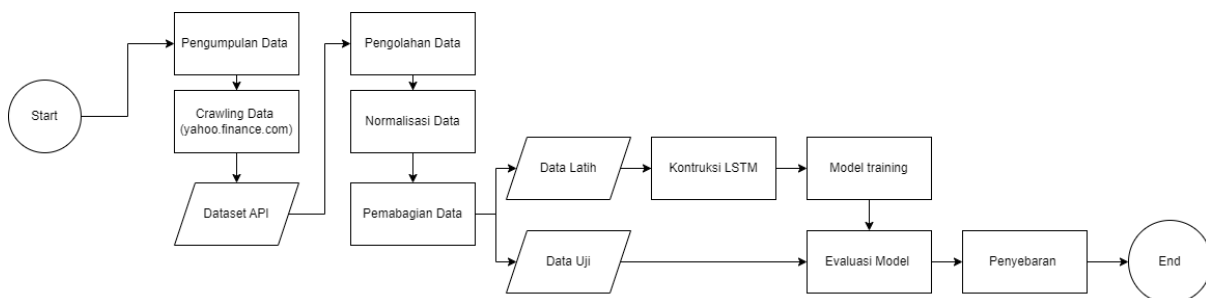 Start
Pengumpulan Data
Crawling Data
(yahoo.finance.com)
Dataset API
Pengolahan Data
Normalisasi Data
Pemabagian Data
Data Latih
Kontruksi LSTM
Model training
Data Uji
Evaluasi Model
Penyebaran
End